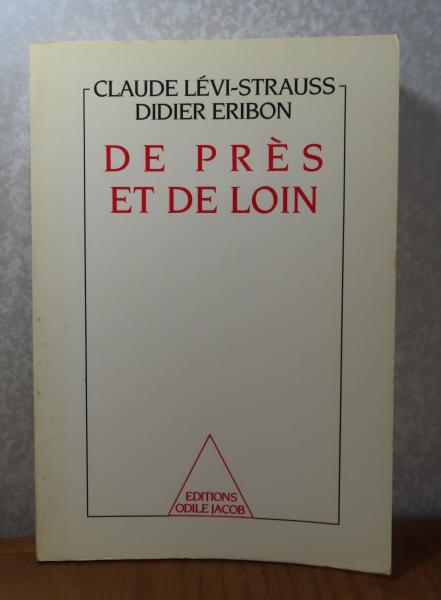 CLAUDE LÉVI-STRAUSS
DIDIER ERIBON
DE PRÈS
ET DE LOIN
EDITIONS
ODILE JACOB